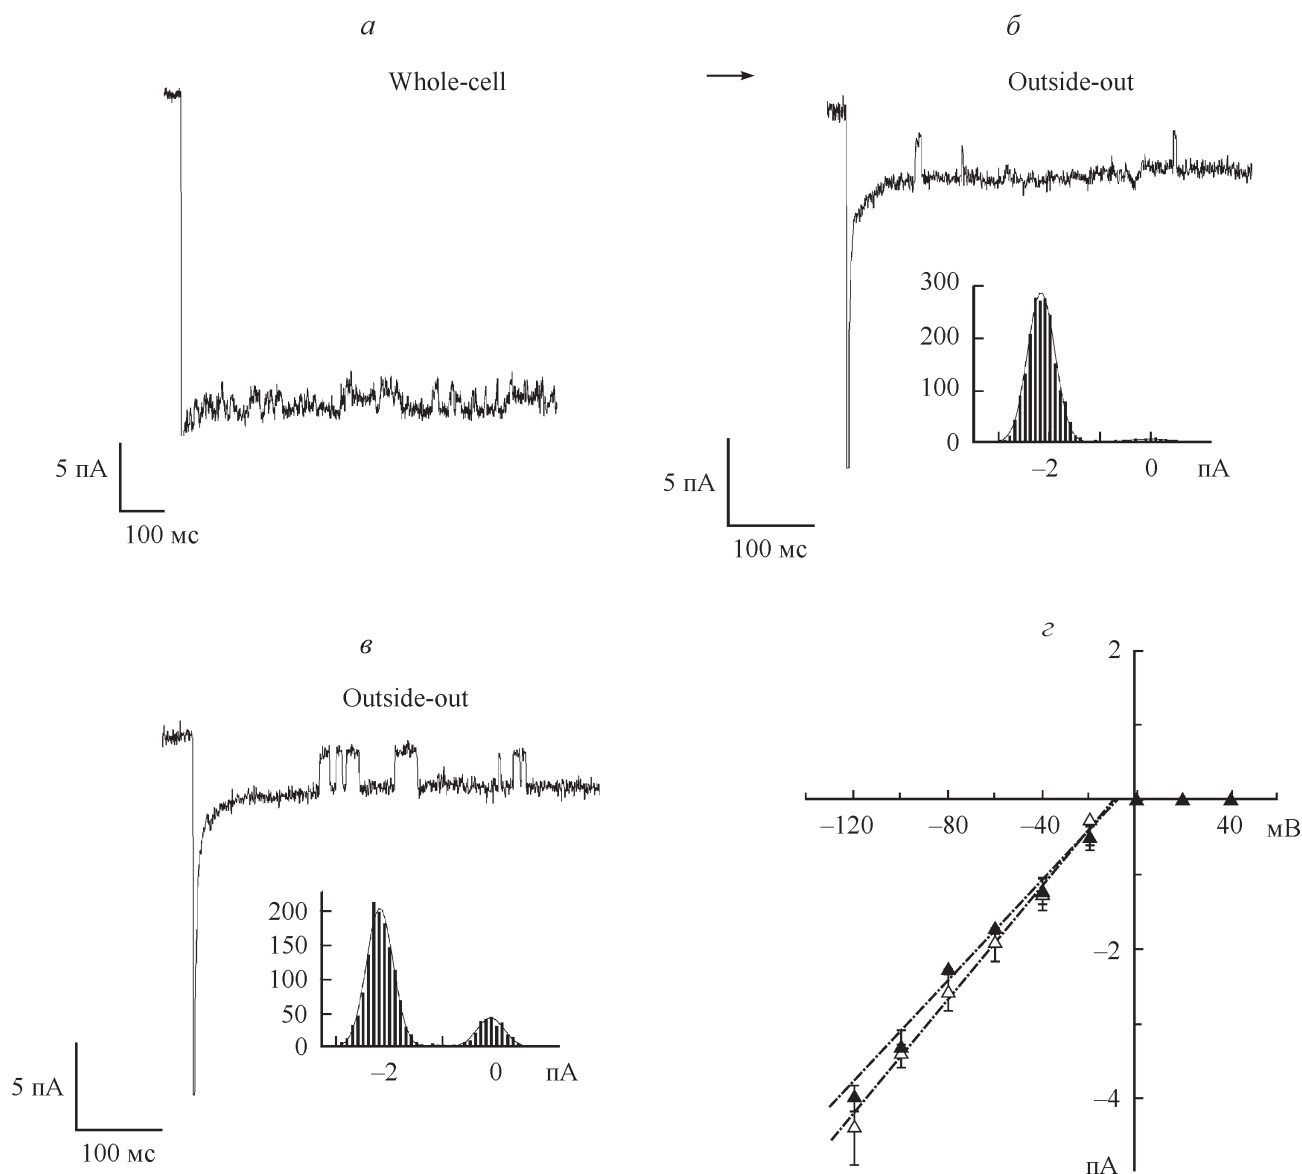 а
Whole-cell
5 пА
100 мс
б
Outside-out
300
200
100
0
–2 0 пА
5 пА
100 мс
в
Outside-out
200
150
100
50
0
–2 0 пА
5 пА
100 мс
г
2
–120 –80 –40 40 мВ
–2
–4
пА